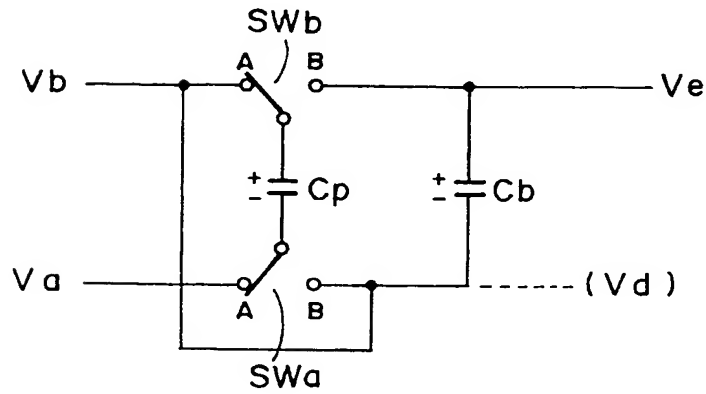 SWb
A B
Vb Ve
+
- Cp
+
- Cb
Va (Vd)
A B
SWa